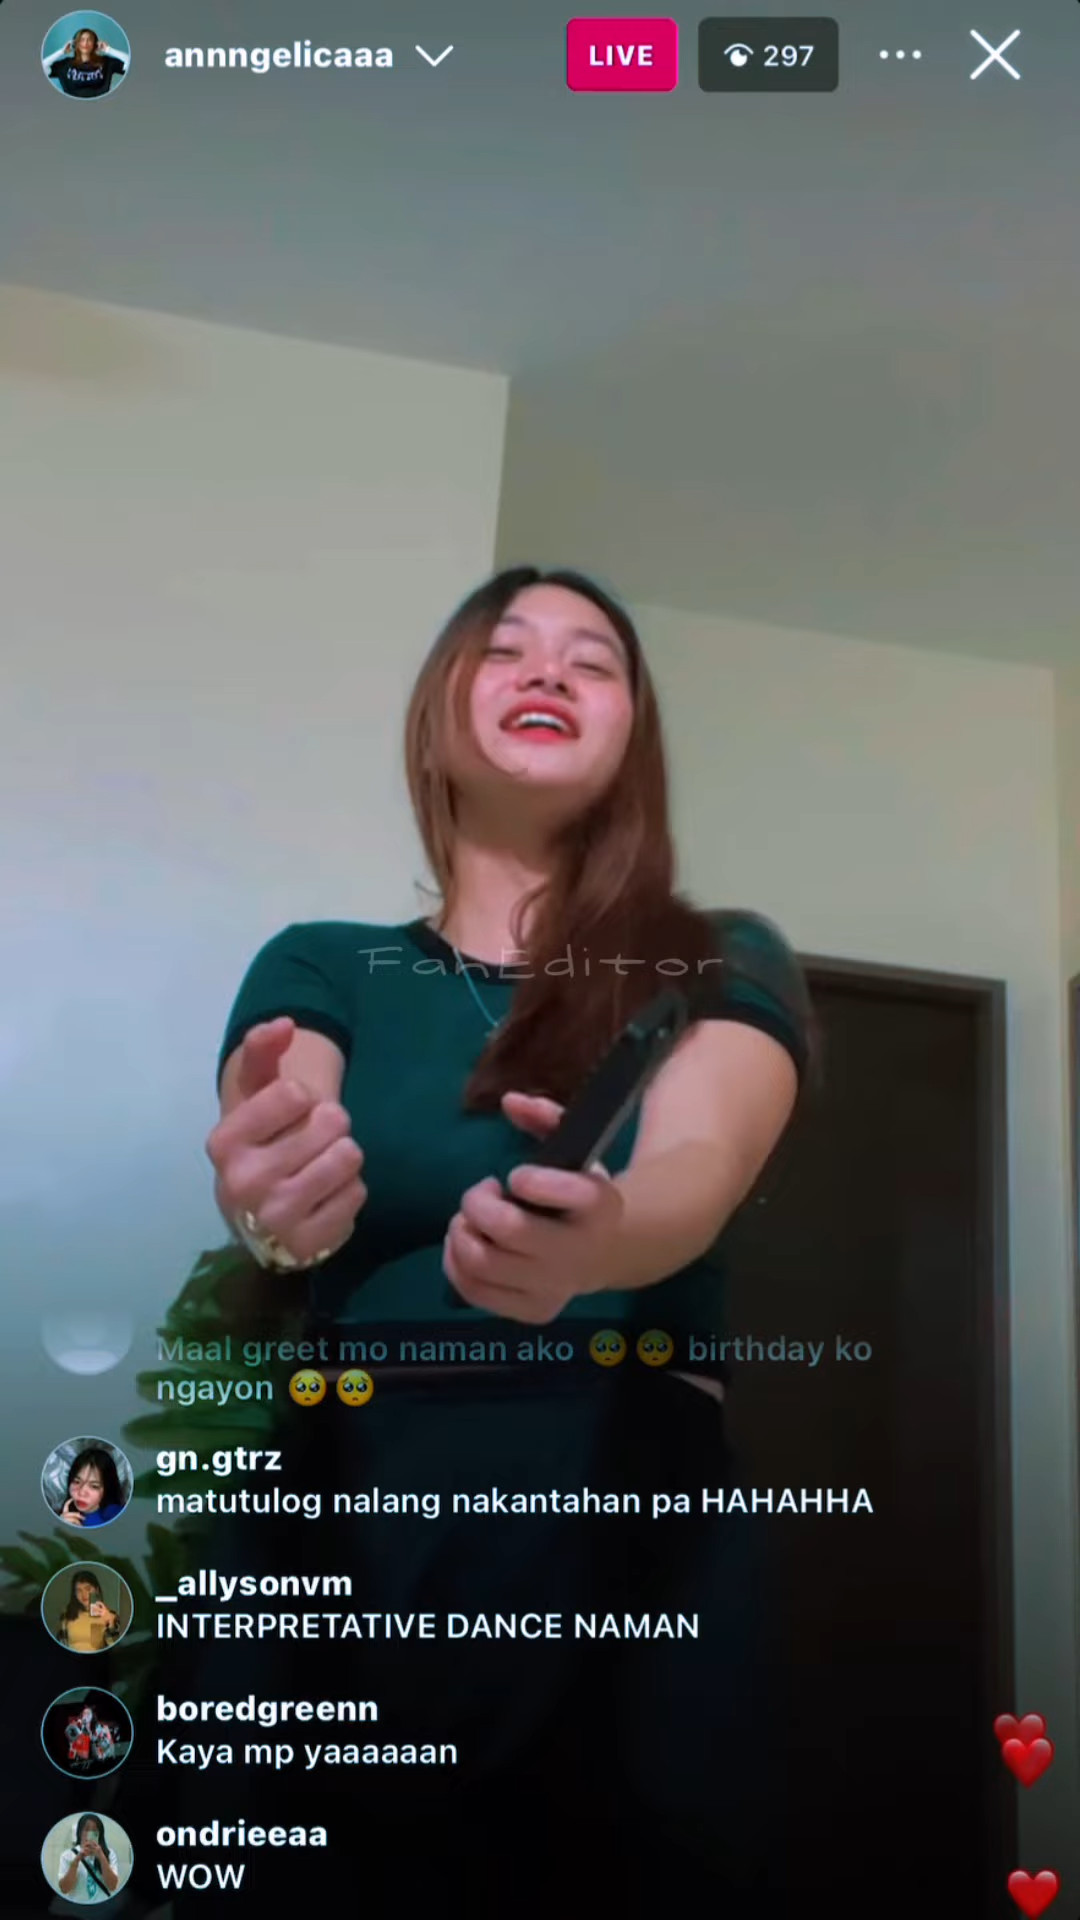 annngelicaaa
LIVE
297
FahEditor
Maal greet mo naman ako 🥺🥺 birthday ko
ngayon 🥺🥺
gn.gtrz
matutulog nalang nakantahan pa HAHAHHA
_allysonvm
INTERPRETATIVE DANCE NAMAN
boredgreenn
Kaya mp yaaaaaan
ondrieeaa
WOW